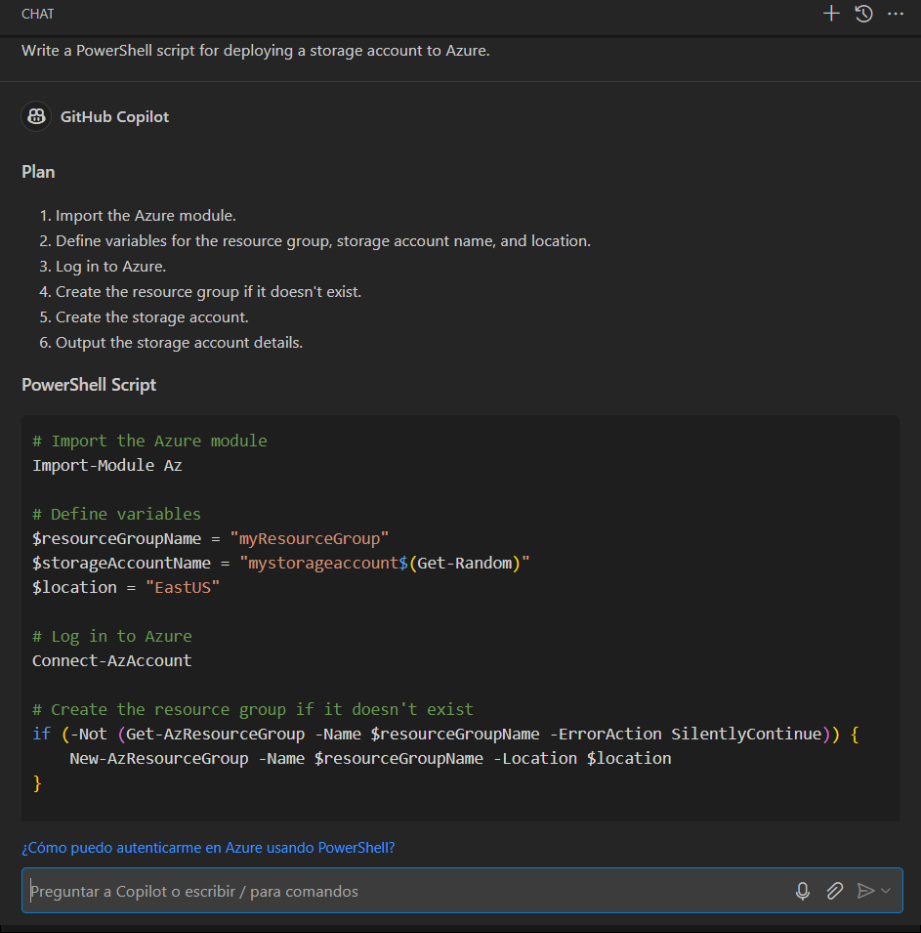 CHAT
Write a PowerShell script for deploying a storage account to Azure.
GitHub Copilot
Plan
1. Import the Azure module.
2. Define variables for the resource group, storage account name, and location.
3. Log in to Azure.
4. Create the resource group if it doesn't exist.
5. Create the storage account.
6. Output the storage account details.
PowerShell Script
# Import the Azure module
Import-Module Az
# Define variables
$resourceGroupName = "myResourceGroup"
$storageAccountName = "mystorageaccount$(Get-Random)"
$location = "EastUS"
# Log in to Azure
Connect-AzAccount
# Create the resource group if it doesn't exist
if (-Not (Get-AzResourceGroup -Name $resourceGroupName -ErrorAction SilentlyContinue)) {
    New-AzResourceGroup -Name $resourceGroupName -Location $location
}
¿Cómo puedo autenticarme en Azure usando PowerShell?
Preguntar a Copilot o escribir / para comandos